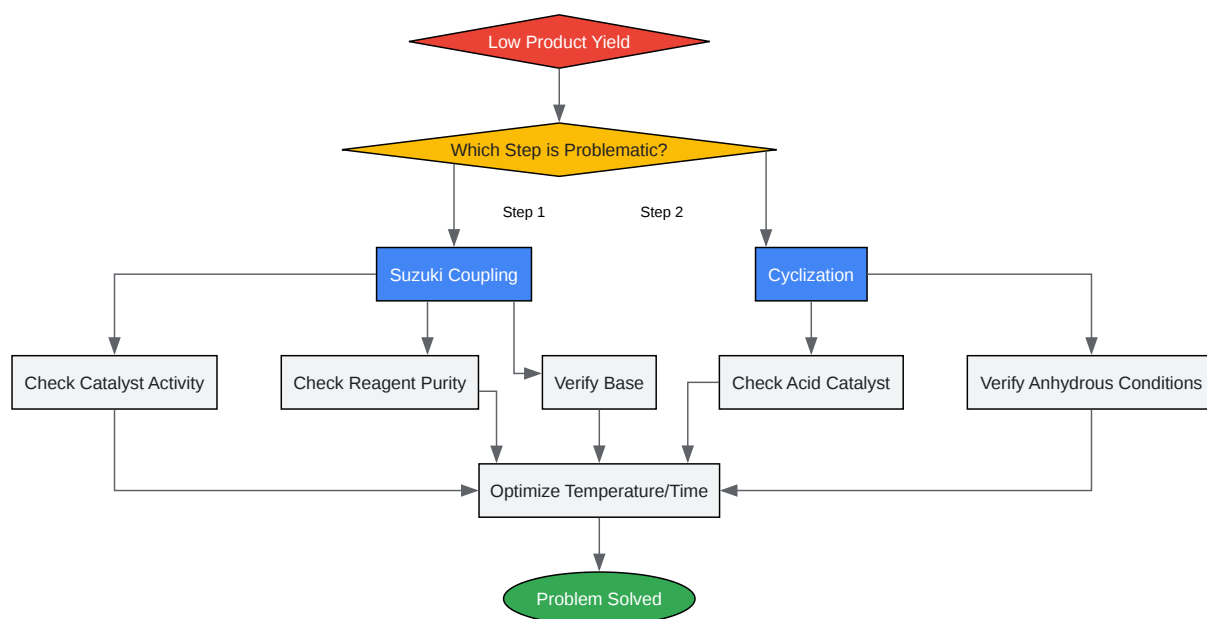 Low Product Yield
Which Step is Problematic?
Step 1
Step 2
Suzuki Coupling
Cyclization
Check Catalyst Activity
Check Reagent Purity
Verify Base
Check Acid Catalyst
Verify Anhydrous Conditions
Optimize Temperature/Time
Problem Solved